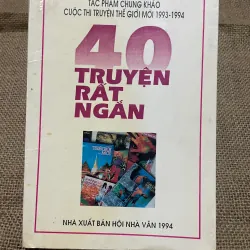 TÁC PHẨM CHUNG KHẢO
CUỘC THI TRUYỆN THẾ GIỚI MỚI 1993-1994
40
TRUYỆN
RẤT
NGẮN
NHÀ XUẤT BẢN HỘI NHÀ VĂN 1994